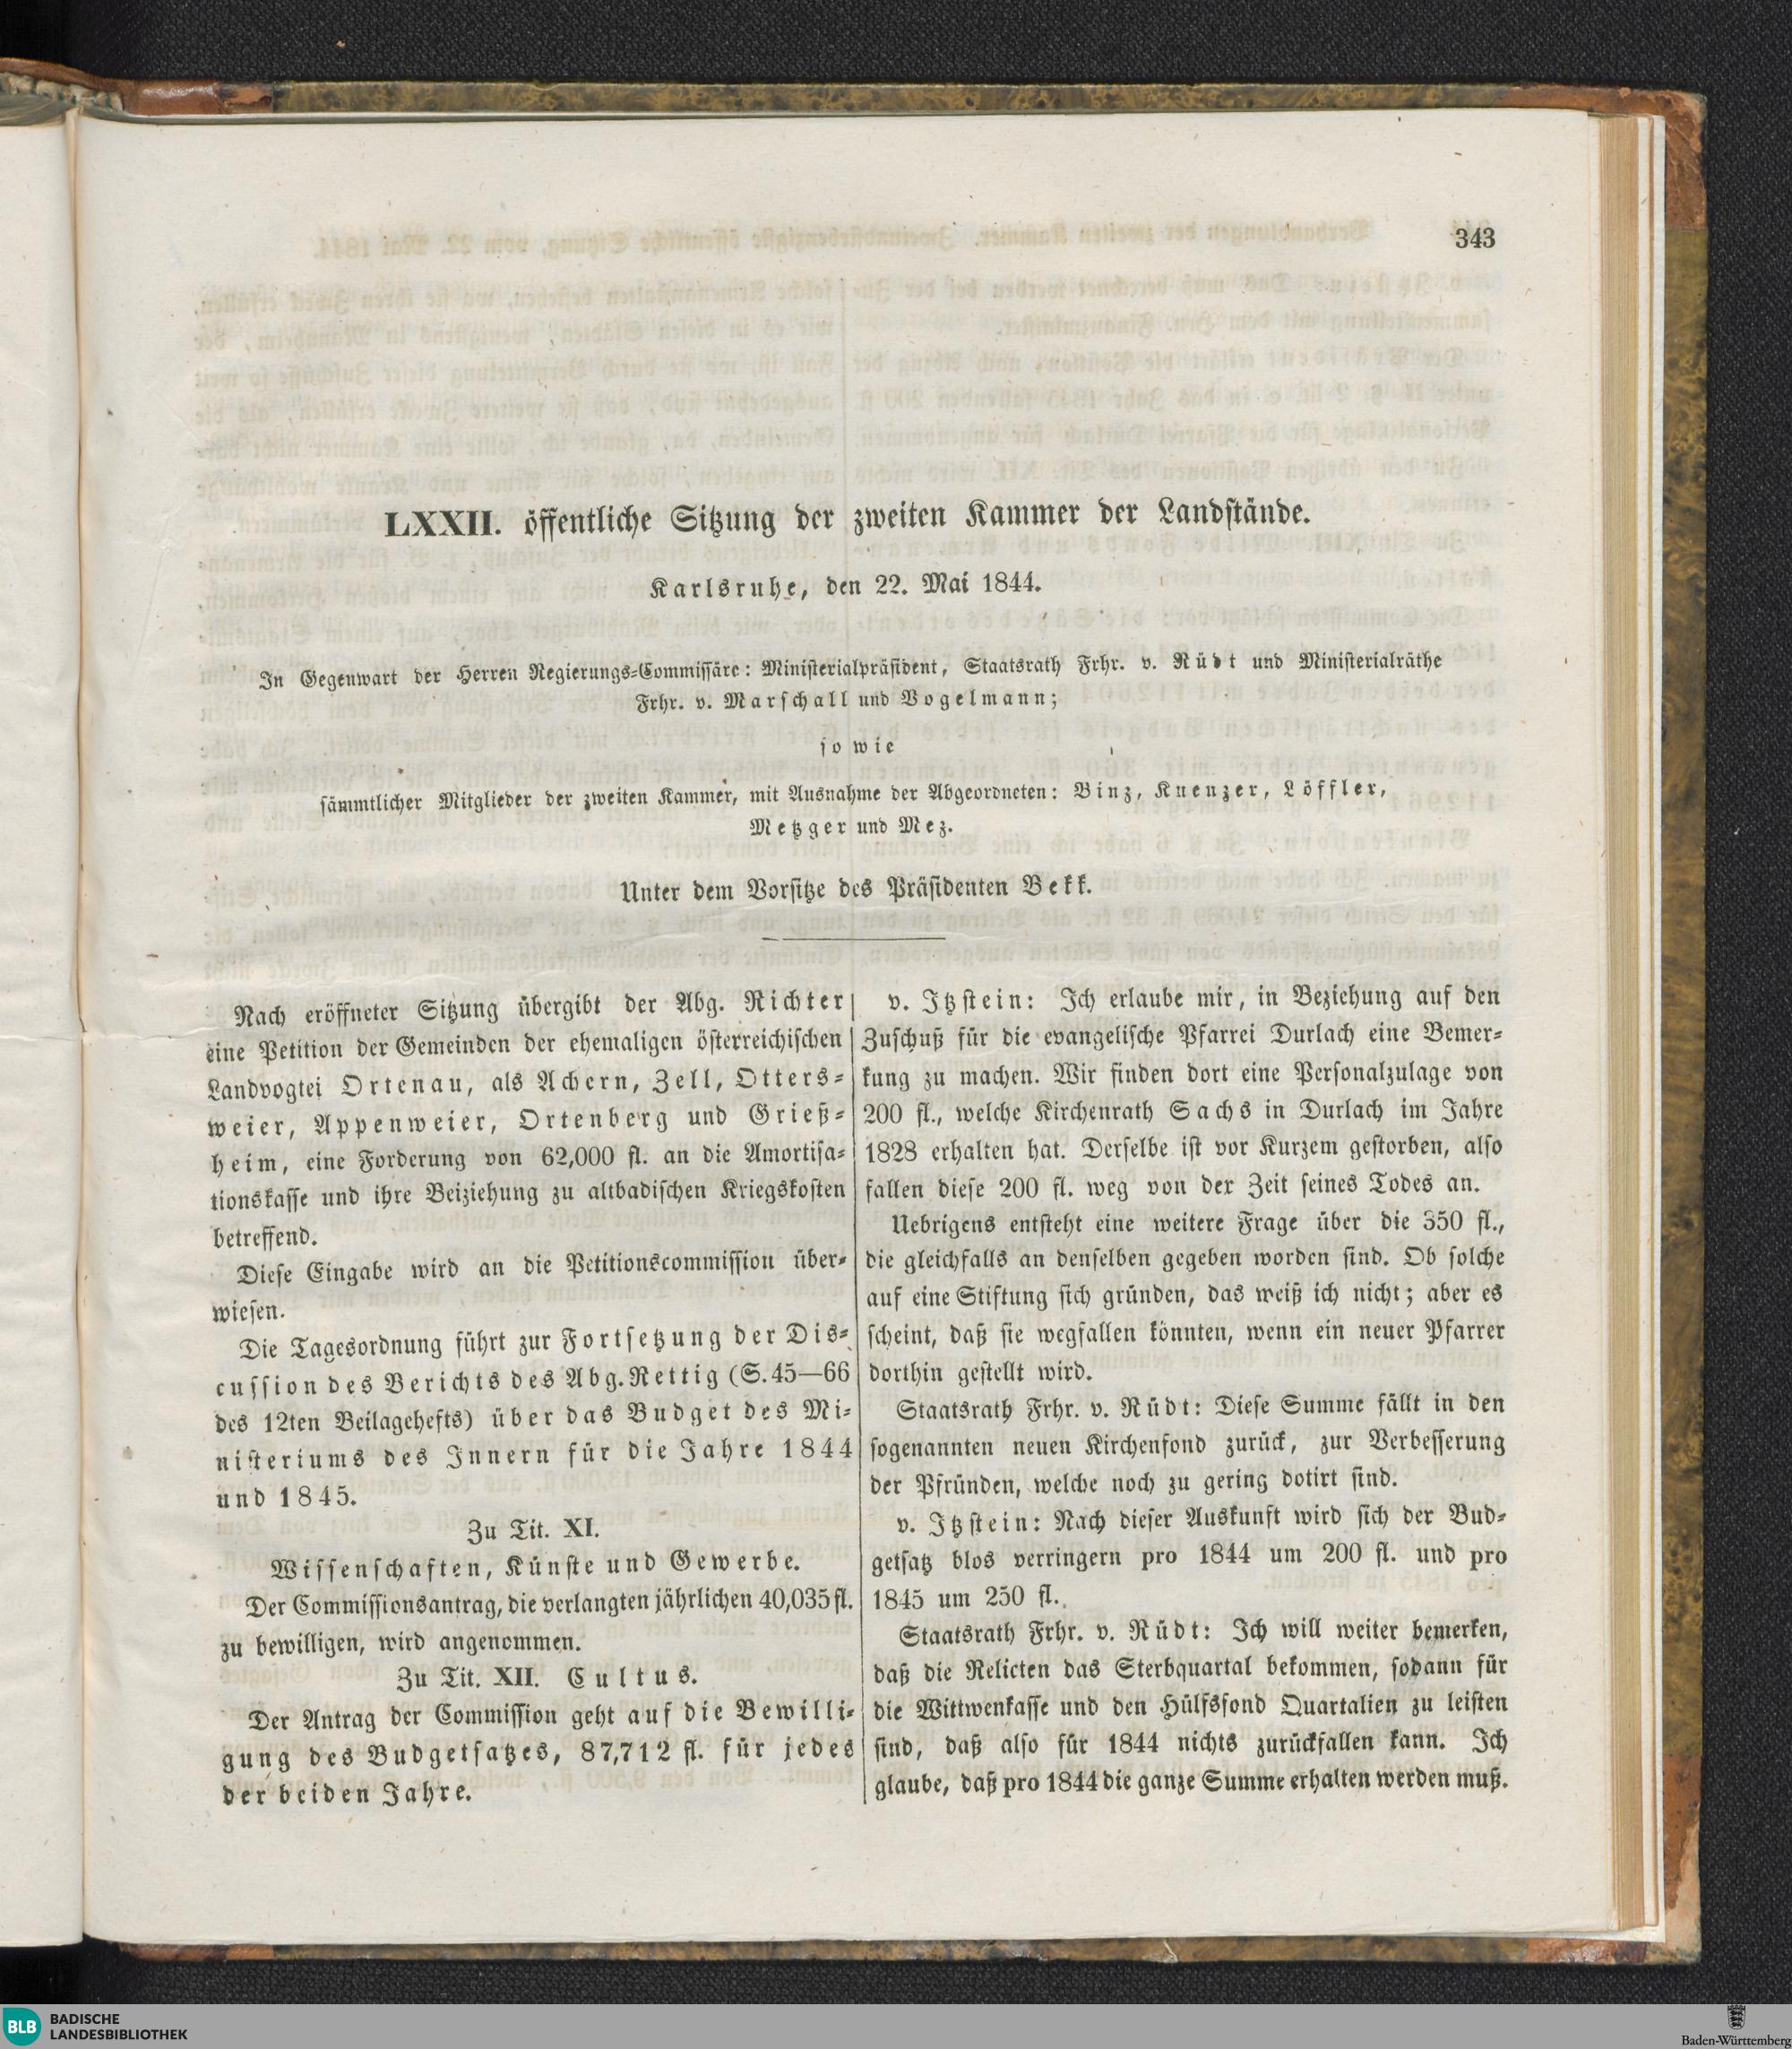 343
LXXII. öffentliche Sitzung der zweiten Kammer der Landstände.
Karlsruhe, den 22. Mai 1844.
In Gegenwart der Herren Regierungs-Commissäre: Ministerialpräsident, Staatsrath Frhr. v. Rüdt und Ministerialräthe
Frhr. v. Marschall und Vogelmann;
sowie
sämmtlicher Mitglieder der zweiten Kammer, mit Ausnahme der Abgeordneten: Binz, Kuenzer, Löffler,
Metzger und Mez.
Unter dem Vorsitze des Präsidenten Bekk.
Nach eröffneter Sitzung übergibt der Abg. Richter
eine Petition der Gemeinden der ehemaligen österreichischen
Landvogtei Ortenau, als Achern, Zell, Otters-
weier, Appenweier, Ortenberg und Grieß-
heim, eine Forderung von 62,000 fl. an die Amortisa-
tionskasse und ihre Beiziehung zu altbadischen Kriegskosten
betreffend.
Diese Eingabe wird an die Petitionscommission über-
wiesen.
Die Tagesordnung führt zur Fortsetzung der Dis-
cussion des Berichts des Abg. Rettig (S. 45—66
des 12ten Beilagehefts) über das Budget des Mi-
nisteriums des Innern für die Jahre 1844
und 1845.
Zu Tit. XI.
Wissenschaften, Künste und Gewerbe.
Der Commissionsantrag, die verlangten jährlichen 40,035 fl.
zu bewilligen, wird angenommen.
Zu Tit. XII. Cultus.
Der Antrag der Commission geht auf die Bewilli-
gung des Budgetsatzes, 87,712 fl. für jedes
der beiden Jahre.
v. Itzstein: Ich erlaube mir, in Beziehung auf den
Zuschuß für die evangelische Pfarrei Durlach eine Bemer-
kung zu machen. Wir finden dort eine Personalzulage von
200 fl., welche Kirchenrath Sachs in Durlach im Jahre
1828 erhalten hat. Derselbe ist vor Kurzem gestorben, also
fallen diese 200 fl. weg von der Zeit seines Todes an.
Uebrigens entsteht eine weitere Frage über die 350 fl.,
die gleichfalls an denselben gegeben worden sind. Ob solche
auf eine Stiftung sich gründen, das weiß ich nicht; aber es
scheint, daß sie wegfallen könnten, wenn ein neuer Pfarrer
dorthin gestellt wird.
Staatsrath Frhr. v. Rüdt: Diese Summe fällt in den
sogenannten neuen Kirchenfond zurück, zur Verbesserung
der Pfründen, welche noch zu gering dotirt sind.
v. Itzstein: Nach dieser Auskunft wird sich der Bud-
getsatz blos verringern pro 1844 um 200 fl. und pro
1845 um 250 fl.
Staatsrath Frhr. v. Rüdt: Ich will weiter bemerken,
daß die Relicten das Sterbquartal bekommen, sodann für
die Wittwenkasse und den Hülfsfond Quartalien zu leisten
sind, daß also für 1844 nichts zurückfallen kann. Ich
glaube, daß pro 1844 die ganze Summe erhalten werden muß.
BLB BADISCHE
LANDESBIBLIOTHEK
Baden-Württemberg